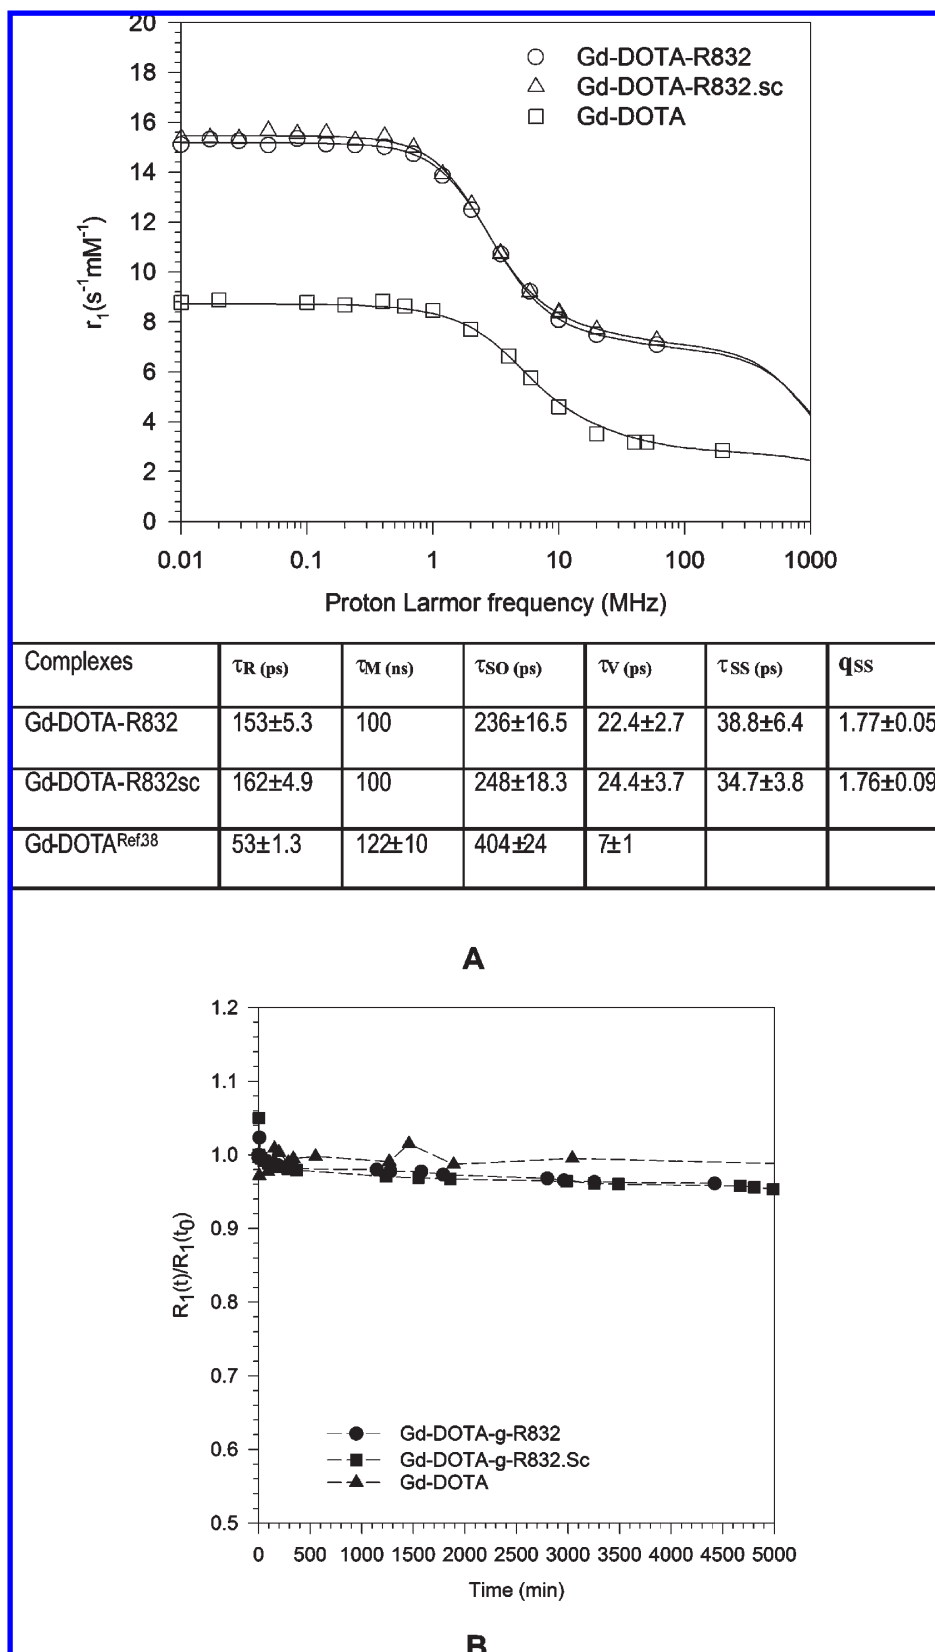 20
18
16
14
12
10
8
6
4
2
0
r1(s-1mM-1)
Gd-DOTA-R832
Gd-DOTA-R832.sc
Gd-DOTA
0.01 0.1 1 10 100 1000
Proton Larmor frequency (MHz)
Complexes τR (ps) τM (ns) τSO (ps) τV (ps) τSS (ps) qSS
Gd-DOTA-R832 153±5.3 100 236±16.5 22.4±2.7 38.8±6.4 1.77±0.05
Gd-DOTA-R832sc 162±4.9 100 248±18.3 24.4±3.7 34.7±3.8 1.76±0.09
Gd-DOTARef.38 53±1.3 122±10 404±24 7±1
A
1.2
1.1
1.0
0.9
0.8
0.7
0.6
0.5
R1(t)/R1(t0)
Gd-DOTA-g-R832
Gd-DOTA-g-R832.Sc
Gd-DOTA
0 500 1000 1500 2000 2500 3000 3500 4000 4500 5000
Time (min)
B